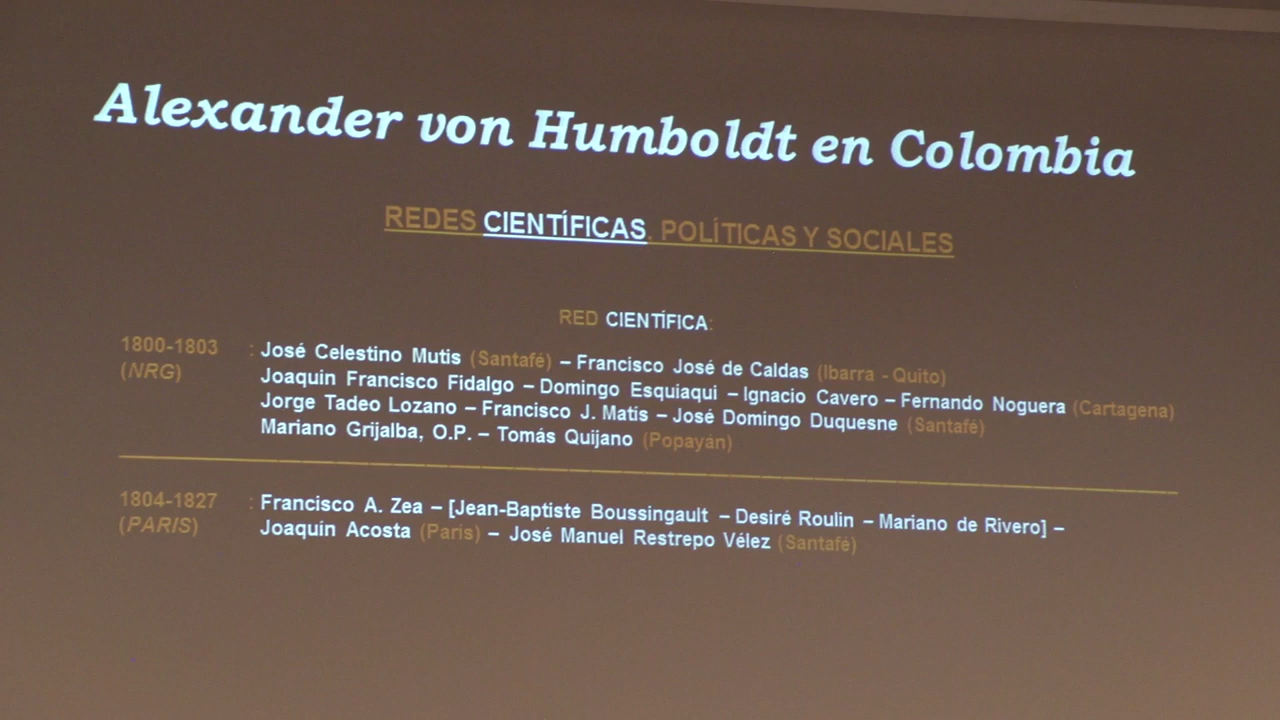 Alexander von Humboldt en Colombia
REDES CIENTÍFICAS, POLÍTICAS Y SOCIALES
RED CIENTÍFICA:
1800-1803 : José Celestino Mutis (Santafé) – Francisco José de Caldas (Ibarra - Quito)
(NRG) Joaquin Francisco Fidalgo – Domingo Esquiaqui – Ignacio Cavero – Fernando Noguera (Cartagena)
Jorge Tadeo Lozano – Francisco J. Matis – José Domingo Duquesne (Santafé)
Mariano Grijalba, O.P. – Tomás Quijano (Popayán)
1804-1827 : Francisco A. Zea – [Jean-Baptiste Boussingault – Desiré Roulin – Mariano de Rivero] –
(PARIS) Joaquin Acosta (Paris) – José Manuel Restrepo Vélez (Santafé)